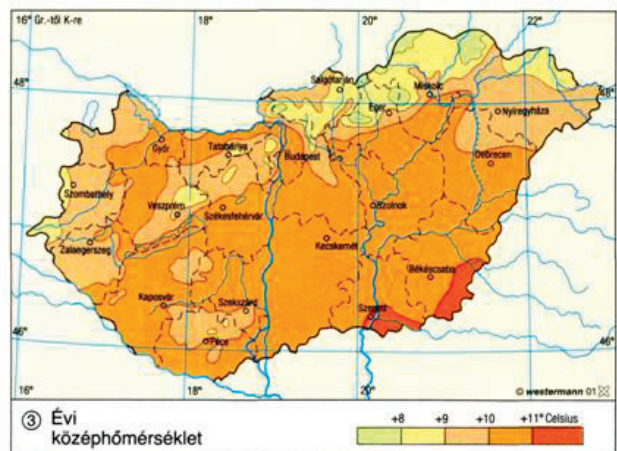 16° Gr.-től K-re
18°
20°
22°
48°
48°
Salgótarján
Miskolc
Eger
Nyíregyháza
Győr
Tatabánya
Budapest
Debrecen
Szombathely
Veszprém
Székesfehérvár
Szolnok
Zalaegerszeg
Kecskemét
Békéscsaba
Kaposvár
Szekszárd
Szeged
Pécs
46°
46°
16°
18°
20°
22°
© westermann 01
③ Évi
középhőmérséklet
+8 +9 +10 +11° Celsius